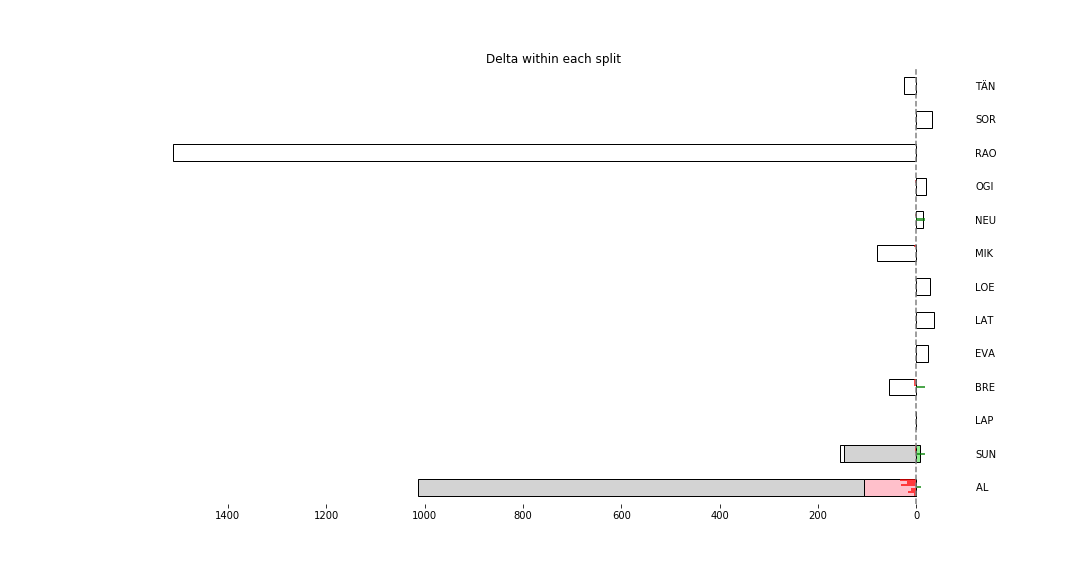 Delta within each split
TÄN
SOR
RAO
OGI
NEU
MIK
LOE
LAT
EVA
BRE
LAP
SUN
AL
1400 1200 1000 800 600 400 200 0